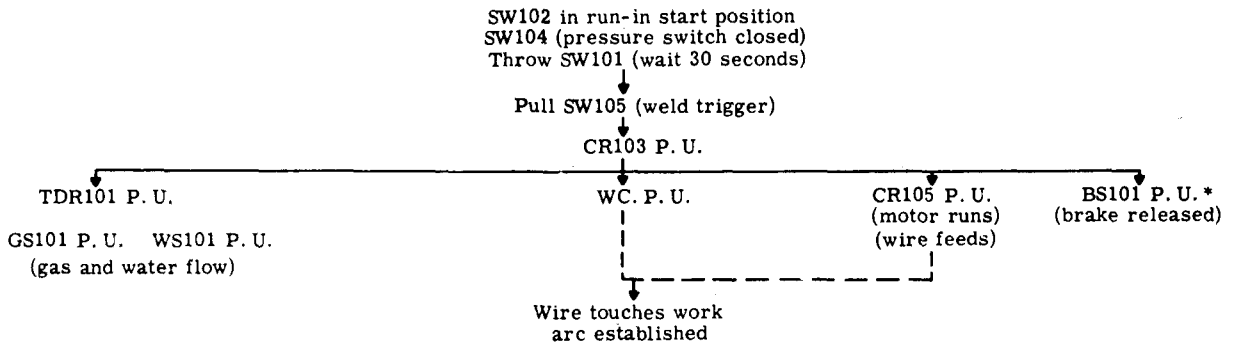 SW102 in run-in start position
SW104 (pressure switch closed)
Throw SW101 (wait 30 seconds)
Pull SW105 (weld trigger)
CR103 P. U.
TDR101 P. U.
GS101 P. U. WS101 P. U.
(gas and water flow)
WC. P. U.
CR105 P. U.
(motor runs)
(wire feeds)
BS101 P. U. *
(brake released)
Wire touches work
arc established